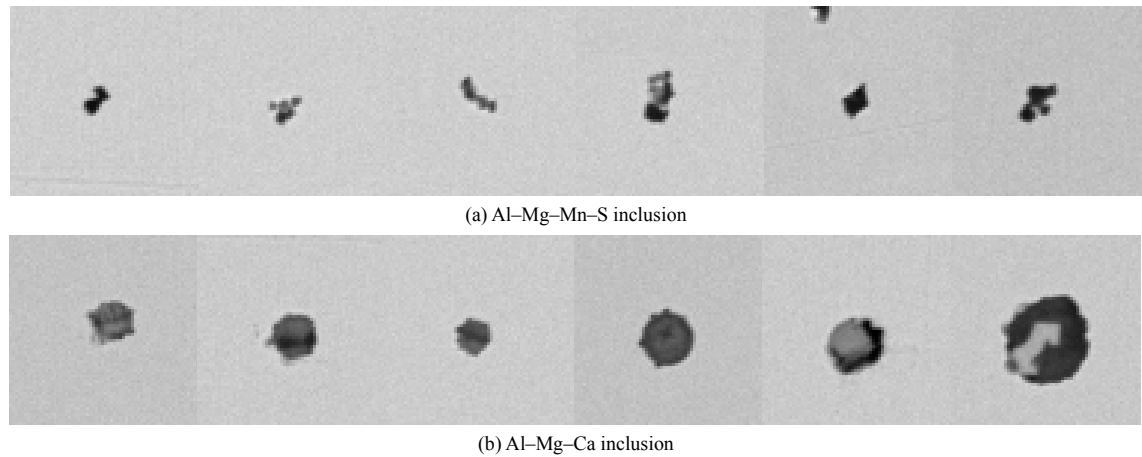 (a) Al–Mg–Mn–S inclusion
(b) Al–Mg–Ca inclusion